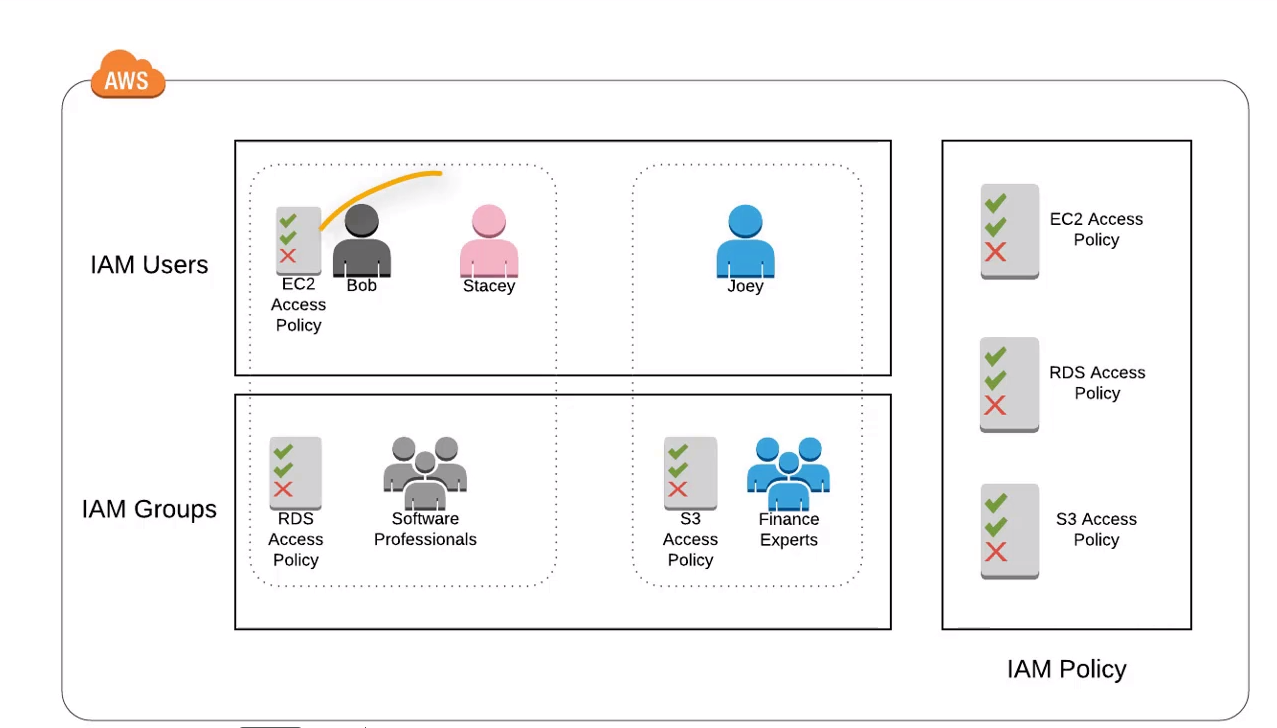 AWS
IAM Users
EC2
Access
Policy
Bob
Stacey
Joey
IAM Groups
RDS
Access
Policy
Software
Professionals
S3
Access
Policy
Finance
Experts
EC2 Access
Policy
RDS Access
Policy
S3 Access
Policy
IAM Policy